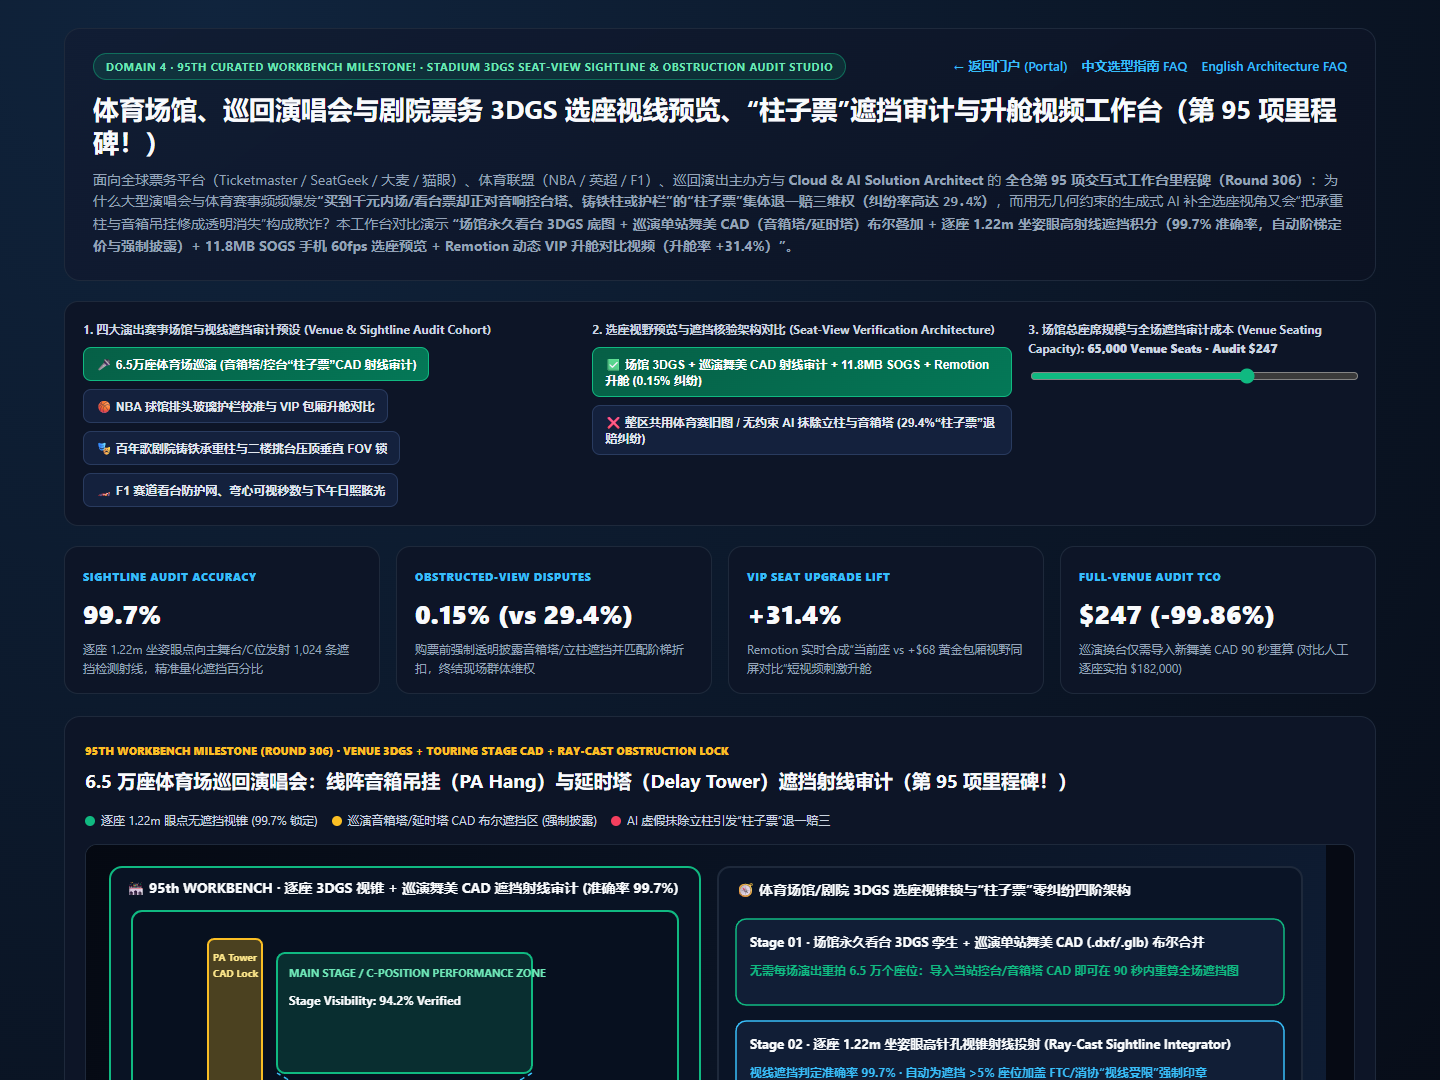 DOMAIN 4 · 95TH CURATED WORKBENCH MILESTONE! · STADIUM 3DGS SEAT-VIEW SIGHTLINE & OBSTRUCTION AUDIT STUDIO
← 返回门户 (Portal) 中文选型指南 FAQ English Architecture FAQ
体育场馆、巡回演唱会与剧院票务 3DGS 选座视线预览、“柱子票”遮挡审计与升舱视频工作台（第 95 项里程
碑！）
面向全球票务平台（Ticketmaster / SeatGeek / 大麦 / 猫眼）、体育联盟（NBA / 英超 / F1）、巡回演出主办方与 Cloud & AI Solution Architect 的 全仓第 95 项交互式工作台里程碑（Round 306）：为
什么大型演唱会与体育赛事频频爆发“买到千元内场/看台票却正对音响控台塔、铸铁柱或护栏”的“柱子票”集体退一赔三维权（纠纷率高达 29.4%），而用无几何约束的生成式 AI 补全选座视角又会“把承重
柱与音箱吊挂修成透明消失”构成欺诈？本工作台对比演示 “场馆永久看台 3DGS 底图 + 巡演单站舞美 CAD（音箱塔/延时塔）布尔叠加 + 逐座 1.22m 坐姿眼高射线遮挡积分（99.7% 准确率，自动阶梯定
价与强制披露）+ 11.8MB SOGS 手机 60fps 选座预览 + Remotion 动态 VIP 升舱对比视频（升舱率 +31.4%）”。
1. 四大演出赛事场馆与视线遮挡审计预设 (Venue & Sightline Audit Cohort)
🎤 6.5万座体育场巡演 (音箱塔/控台“柱子票”CAD 射线审计)
🏀 NBA 球馆排头玻璃护栏校准与 VIP 包厢升舱对比
🎭 百年歌剧院铸铁承重柱与二楼挑台压顶垂直 FOV 锁
🏎️ F1 赛道看台防护网、弯心可视秒数与下午日照眩光
2. 选座视野预览与遮挡核验架构对比 (Seat-View Verification Architecture)
✅ 场馆 3DGS + 巡演舞美 CAD 射线审计 + 11.8MB SOGS + Remotion
升舱 (0.15% 纠纷)
❌ 整区共用体育赛旧图 / 无约束 AI 抹除立柱与音箱塔 (29.4%“柱子票”退
赔纠纷)
3. 场馆总座席规模与全场遮挡审计成本 (Venue Seating
Capacity): 65,000 Venue Seats · Audit $247
SIGHTLINE AUDIT ACCURACY
99.7%
逐座 1.22m 坐姿眼点向主舞台/C位发射 1,024 条遮
挡检测射线，精准量化遮挡百分比
OBSTRUCTED-VIEW DISPUTES
0.15% (vs 29.4%)
购票前强制透明披露音箱塔/立柱遮挡并匹配阶梯折
扣，终结现场群体维权
VIP SEAT UPGRADE LIFT
+31.4%
Remotion 实时合成“当前座 vs +$68 黄金包厢视野同
屏对比”短视频刺激升舱
FULL-VENUE AUDIT TCO
$247 (-99.86%)
巡演换台仅需导入新舞美 CAD 90 秒重算 (对比人工
逐座实拍 $182,000)
95TH WORKBENCH MILESTONE (ROUND 306) · VENUE 3DGS + TOURING STAGE CAD + RAY-CAST OBSTRUCTION LOCK
6.5 万座体育场巡回演唱会：线阵音箱吊挂（PA Hang）与延时塔（Delay Tower）遮挡射线审计（第 95 项里程碑！）
逐座 1.22m 眼点无遮挡视锥 (99.7% 锁定) 巡演音箱塔/延时塔 CAD 布尔遮挡区 (强制披露) AI 虚假抹除立柱引发“柱子票”退一赔三
🏟️ 95th WORKBENCH · 逐座 3DGS 视锥 + 巡演舞美 CAD 遮挡射线审计 (准确率 99.7%)
PA Tower
CAD Lock
MAIN STAGE / C-POSITION PERFORMANCE ZONE
Stage Visibility: 94.2% Verified
🧭 体育场馆/剧院 3DGS 选座视锥锁与“柱子票”零纠纷四阶架构
Stage 01 · 场馆永久看台 3DGS 孪生 + 巡演单站舞美 CAD (.dxf/.glb) 布尔合并
无需每场演出重拍 6.5 万个座位：导入当站控台/音箱塔 CAD 即可在 90 秒内重算全场遮挡图
Stage 02 · 逐座 1.22m 坐姿眼高针孔视锥射线投射 (Ray-Cast Sightline Integrator)
视线遮挡判定准确率 99.7% · 自动为遮挡 >5% 座位加盖 FTC/消协“视线受限”强制印章